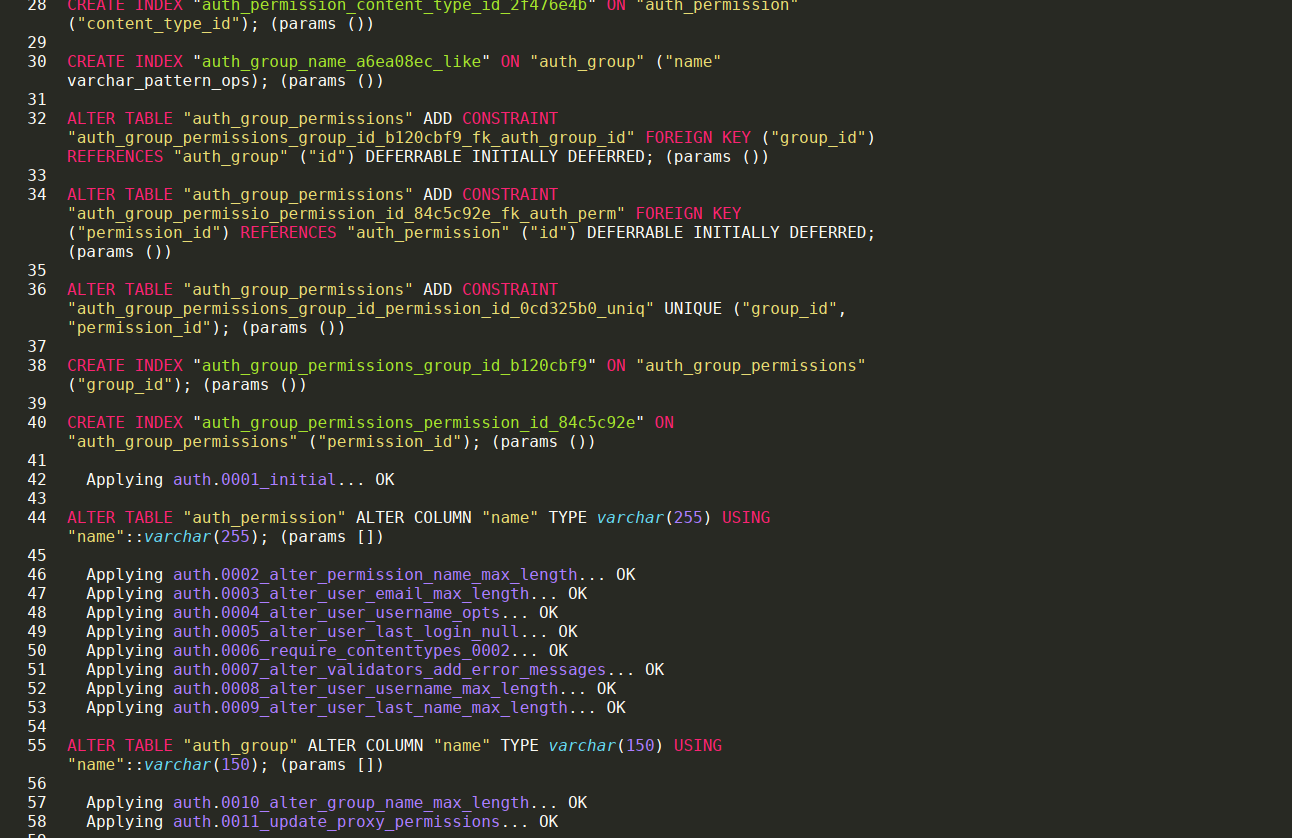 28 CREATE INDEX "auth_permission_content_type_id_2f476e4b" ON "auth_permission"
("content_type_id"); (params ())
29
30 CREATE INDEX "auth_group_name_a6ea08ec_like" ON "auth_group" ("name"
varchar_pattern_ops); (params ())
31
32 ALTER TABLE "auth_group_permissions" ADD CONSTRAINT
"auth_group_permissions_group_id_b120cbf9_fk_auth_group_id" FOREIGN KEY ("group_id")
REFERENCES "auth_group" ("id") DEFERRABLE INITIALLY DEFERRED; (params ())
33
34 ALTER TABLE "auth_group_permissions" ADD CONSTRAINT
"auth_group_permissio_permission_id_84c5c92e_fk_auth_perm" FOREIGN KEY
("permission_id") REFERENCES "auth_permission" ("id") DEFERRABLE INITIALLY DEFERRED;
(params ())
35
36 ALTER TABLE "auth_group_permissions" ADD CONSTRAINT
"auth_group_permissions_group_id_permission_id_0cd325b0_uniq" UNIQUE ("group_id",
"permission_id"); (params ())
37
38 CREATE INDEX "auth_group_permissions_group_id_b120cbf9" ON "auth_group_permissions"
("group_id"); (params ())
39
40 CREATE INDEX "auth_group_permissions_permission_id_84c5c92e" ON
"auth_group_permissions" ("permission_id"); (params ())
41
42 Applying auth.0001_initial... OK
43
44 ALTER TABLE "auth_permission" ALTER COLUMN "name" TYPE varchar(255) USING
"name"::varchar(255); (params [])
45
46 Applying auth.0002_alter_permission_name_max_length... OK
47 Applying auth.0003_alter_user_email_max_length... OK
48 Applying auth.0004_alter_user_username_opts... OK
49 Applying auth.0005_alter_user_last_login_null... OK
50 Applying auth.0006_require_contenttypes_0002... OK
51 Applying auth.0007_alter_validators_add_error_messages... OK
52 Applying auth.0008_alter_user_username_max_length... OK
53 Applying auth.0009_alter_user_last_name_max_length... OK
54
55 ALTER TABLE "auth_group" ALTER COLUMN "name" TYPE varchar(150) USING
"name"::varchar(150); (params [])
56
57 Applying auth.0010_alter_group_name_max_length... OK
58 Applying auth.0011_update_proxy_permissions... OK